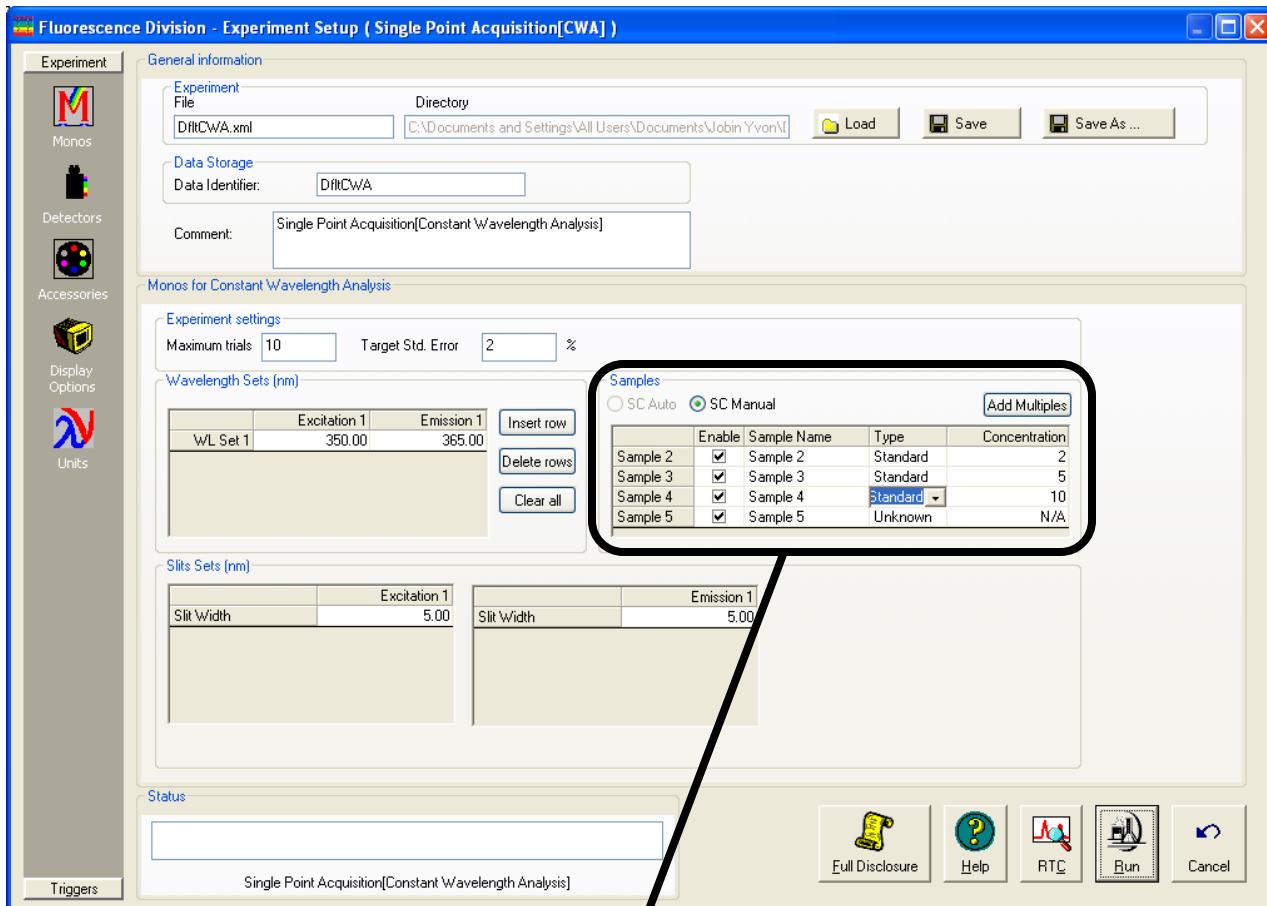 Fluorescence Division - Experiment Setup ( Single Point Acquisition[CWA] )
Experiment
Monos
Detectors
Accessories
Display
Options
Units
Triggers
General information
Experiment
File Directory
DfltCWA.xml C:\Documents and Settings\All Users\Documents\Jobin Yvon\D Load Save Save As ...
Data Storage
Data Identifier: DfltCWA
Comment: Single Point Acquisition[Constant Wavelength Analysis]
Monos for Constant Wavelength Analysis
Experiment settings
Maximum trials 10 Target Std. Error 2 %
Wavelength Sets (nm)
Excitation 1 Emission 1
WL Set 1 350.00 365.00
Insert row
Delete rows
Clear all
Samples
SC Auto SC Manual Add Multiples
Enable Sample Name Type Concentration
Sample 2 Sample 2 Standard 2
Sample 3 Sample 3 Standard 5
Sample 4 Sample 4 Standard 10
Sample 5 Sample 5 Unknown N/A
Slits Sets (nm)
Excitation 1
Slit Width 5.00
Emission 1
Slit Width 5.00
Status
Single Point Acquisition[Constant Wavelength Analysis]
Full Disclosure Help RTC Run Cancel